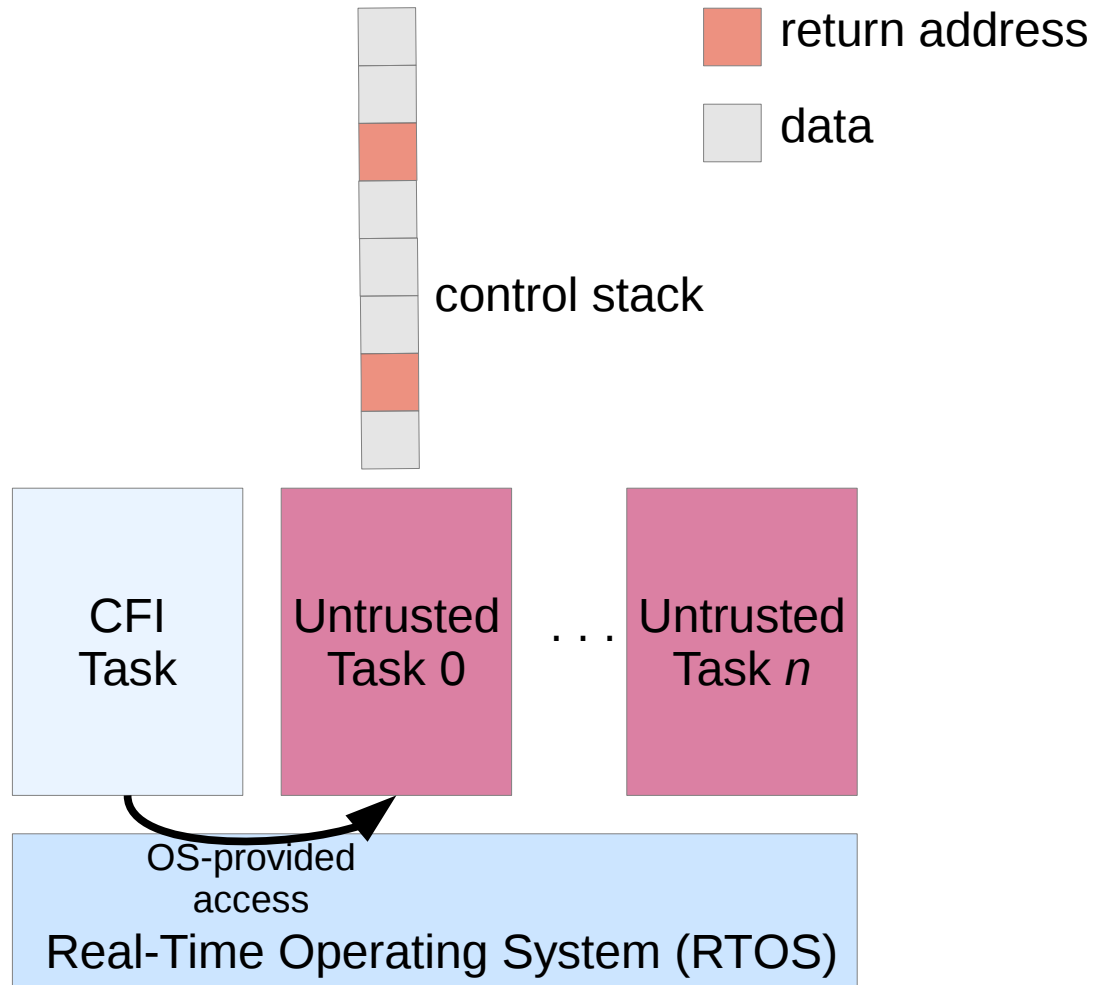 return address
data
control stack
CFI
Task
Untrusted
Task 0
. . .
Untrusted
Task n
OS-provided
access
Real-Time Operating System (RTOS)